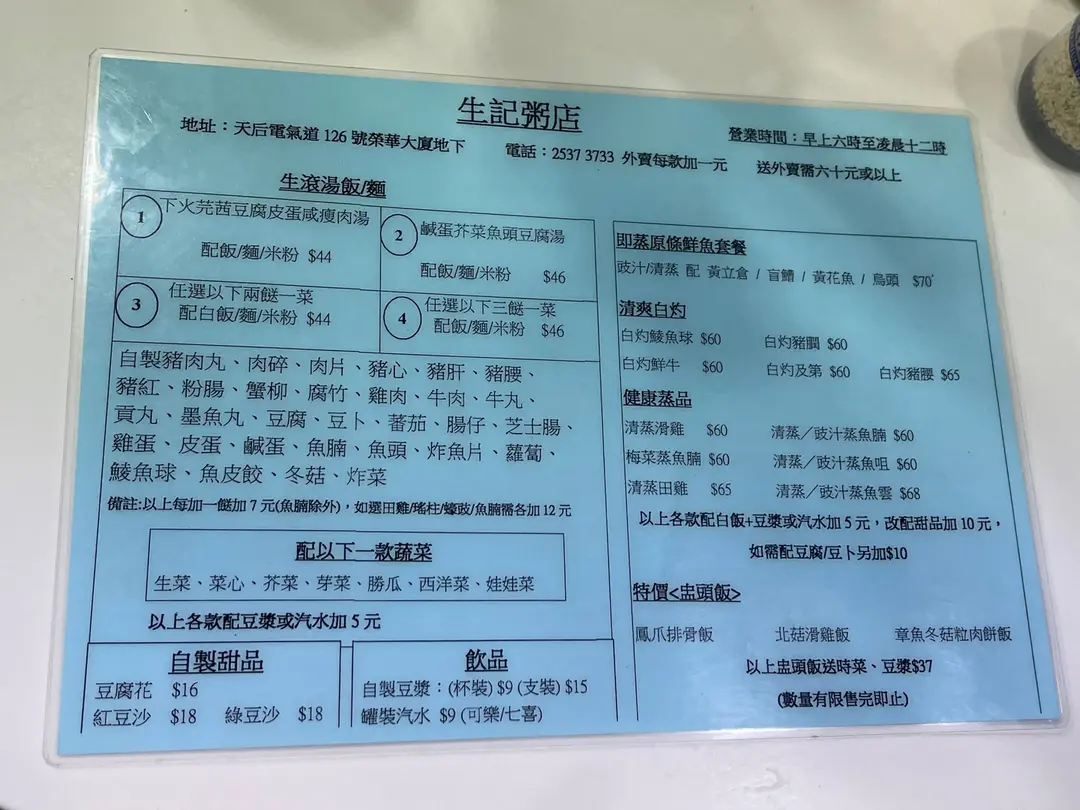 生記粥店
地址：天后電氣道 126 號榮華大廈地下
電話：2537 3733 外賣每款加一元
營業時間：早上六時至凌晨十二時
送外賣需六十元或以上
生滾湯飯/麵
1 下火芫茜豆腐皮蛋咸瘦肉湯
配飯/麵/米粉 $44
2 鹹蛋芥菜魚頭豆腐湯
配飯/麵/米粉 $46
3 任選以下兩餸一菜
配白飯/麵/米粉 $44
4 任選以下三餸一菜
配飯/麵/米粉 $46
自製豬肉丸、肉碎、肉片、豬心、豬肝、豬腰、
豬紅、粉腸、蟹柳、腐竹、雞肉、牛肉、牛丸、
貢丸、墨魚丸、豆腐、豆卜、蕃茄、腸仔、芝士腸、
雞蛋、皮蛋、鹹蛋、魚腩、魚頭、炸魚片、蘿蔔、
鯪魚球、魚皮餃、冬菇、炸菜
備註:以上每加一餸加 7 元(魚腩除外)，如選田雞/瑤柱/蠔豉/魚腩需各加 12 元
配以下一款蔬菜
生菜、菜心、芥菜、芽菜、勝瓜、西洋菜、娃娃菜
以上各款配豆漿或汽水加 5 元
自製甜品
豆腐花 $16
紅豆沙 $18 綠豆沙 $18
飲品
自製豆漿：(杯裝) $9 (支裝) $15
罐裝汽水 $9 (可樂/七喜)
即蒸原條鮮魚套餐
豉汁/清蒸 配 黃立倉 / 盲鰽 / 黃花魚 / 烏頭 $70
清爽白灼
白灼鯪魚球 $60 白灼豬膶 $60
白灼鮮牛 $60 白灼及第 $60 白灼豬腰 $65
健康蒸品
清蒸滑雞 $60 清蒸／豉汁蒸魚腩 $60
梅菜蒸魚腩 $60 清蒸／豉汁蒸魚咀 $60
清蒸田雞 $65 清蒸／豉汁蒸魚雲 $68
以上各款配白飯+豆漿或汽水加 5 元，改配甜品加 10 元，
如需配豆腐/豆卜另加$10
特價<盅頭飯>
鳳爪排骨飯 北菇滑雞飯 章魚冬菇粒肉餅飯
以上盅頭飯送時菜、豆漿$37
(數量有限售完即止)